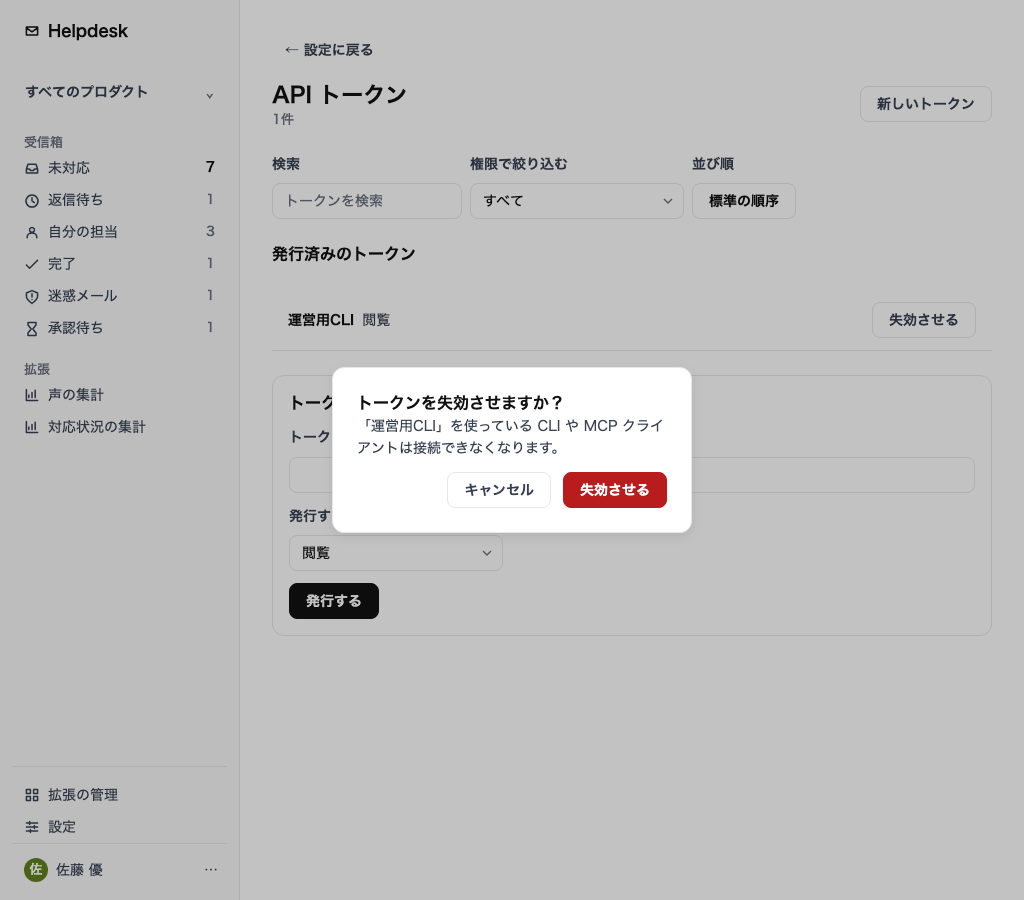 Helpdesk
すべてのプロダクト
受信箱
未対応 7
返信待ち 1
自分の担当 3
完了 1
迷惑メール 1
承認待ち 1
拡張
声の集計
対応状況の集計
拡張の管理
設定
佐 佐藤 優 ...
← 設定に戻る
API トークン
1件
新しいトークン
検索 権限で絞り込む 並び順
トークンを検索 すべて 標準の順序
発行済みのトークン
運営用CLI 閲覧 失効させる
トークンを失効させますか？
「運営用CLI」を使っている CLI や MCP クライ
アントは接続できなくなります。
キャンセル 失効させる
トーク
トーク
発行す
閲覧
発行する